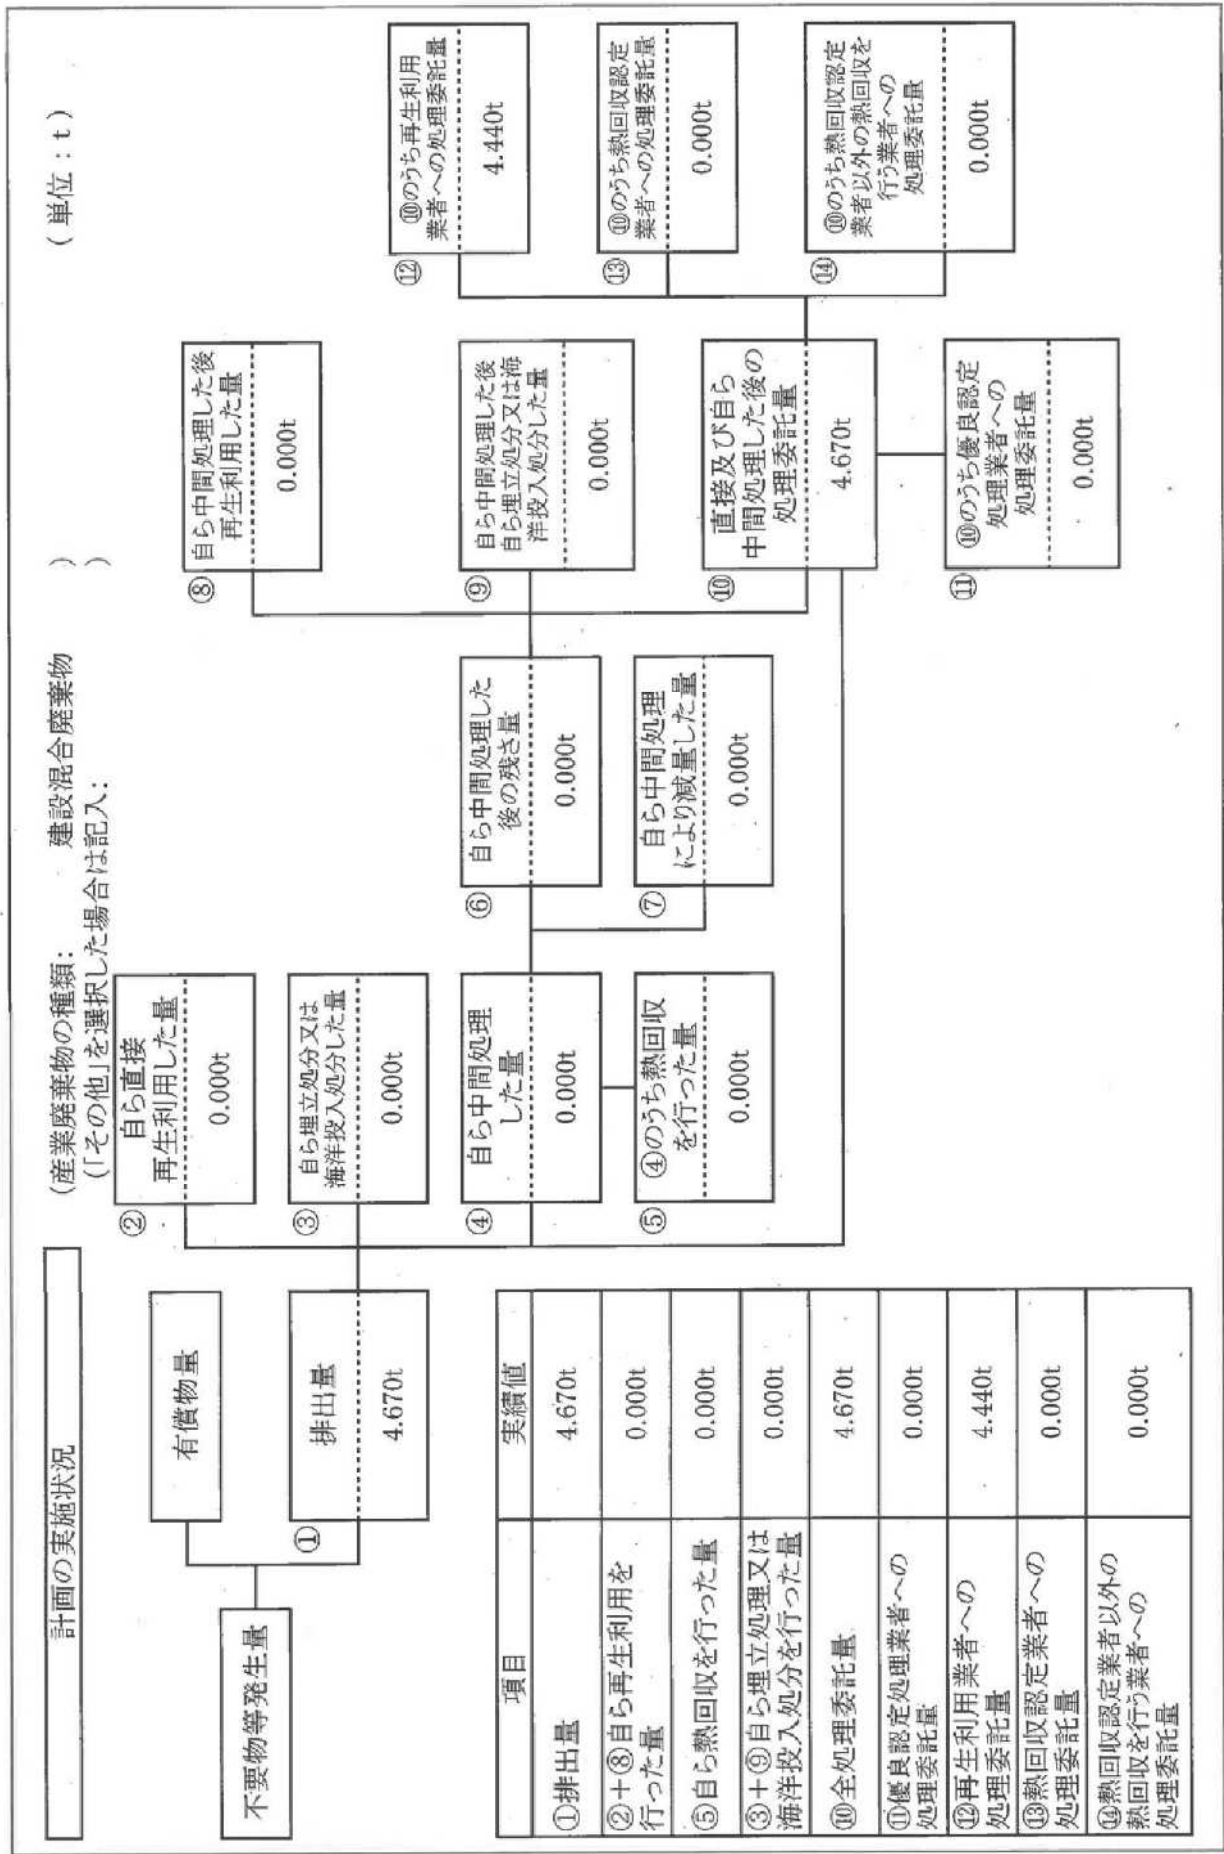 計画の実施状況
(産業廃棄物の種類： 建設混合廃棄物 )
(「その他」を選択した場合は記入： )
(単位：t)
不要物等発生量
有償物量
①
排出量
4.670t
②
自ら直接
再生利用した量
0.000t
③
自ら埋立処分又は
海洋投入処分した量
0.000t
④
自ら中間処理
した量
0.000t
⑤
④のうち熱回収
を行った量
0.000t
⑥
自ら中間処理した
後の残さ量
0.000t
⑦
自ら中間処理
により減量した量
0.000t
⑧
自ら中間処理した後
再生利用した量
0.000t
⑨
自ら中間処理した後
自ら埋立処分又は海
洋投入処分した量
0.000t
⑩
直接及び自ら
中間処理した後の
処理委託量
4.670t
⑪
⑩のうち優良認定
処理業者への
処理委託量
0.000t
⑫
⑩のうち再生利用
業者への処理委託量
4.440t
⑬
⑩のうち熱回収認定
業者への処理委託量
0.000t
⑭
⑩のうち熱回収認定
業者以外の熱回収を
行う業者への
処理委託量
0.000t
項目 実績値
①排出量 4.670t
②+⑧自ら再生利用を
行った量 0.000t
⑤自ら熱回収を行った量 0.000t
③+⑨自ら埋立処理又は
海洋投入処分を行った量 0.000t
⑩全処理委託量 4.670t
⑪優良認定処理業者への
処理委託量 0.000t
⑫再生利用業者への
処理委託量 4.440t
⑬熱回収認定業者への
処理委託量 0.000t
⑭熱回収認定業者以外の
熱回収を行う業者への
処理委託量 0.000t